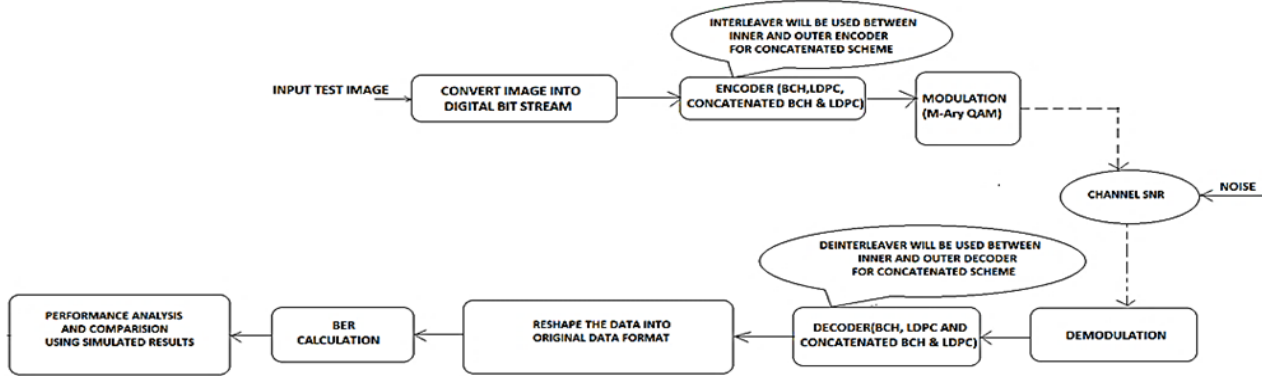 INTERLEAVER WILL BE USED BETWEEN
INNER AND OUTER ENCODER
FOR CONCATENATED SCHEME
INPUT TEST IMAGE
CONVERT IMAGE INTO
DIGITAL BIT STREAM
ENCODER (BCH,LDPC,
CONCATENATED BCH & LDPC)
MODULATION
(M-Ary QAM)
CHANNEL SNR
NOISE
DEINTERLEAVER WILL BE USED BETWEEN
INNER AND OUTER DECODER
FOR CONCATENATED SCHEME
PERFORMANCE ANALYSIS
AND COMPARISION
USING SIMULATED RESULTS
BER
CALCULATION
RESHAPE THE DATA INTO
ORIGINAL DATA FORMAT
DECODER(BCH, LDPC AND
CONCATENATED BCH & LDPC)
DEMODULATION